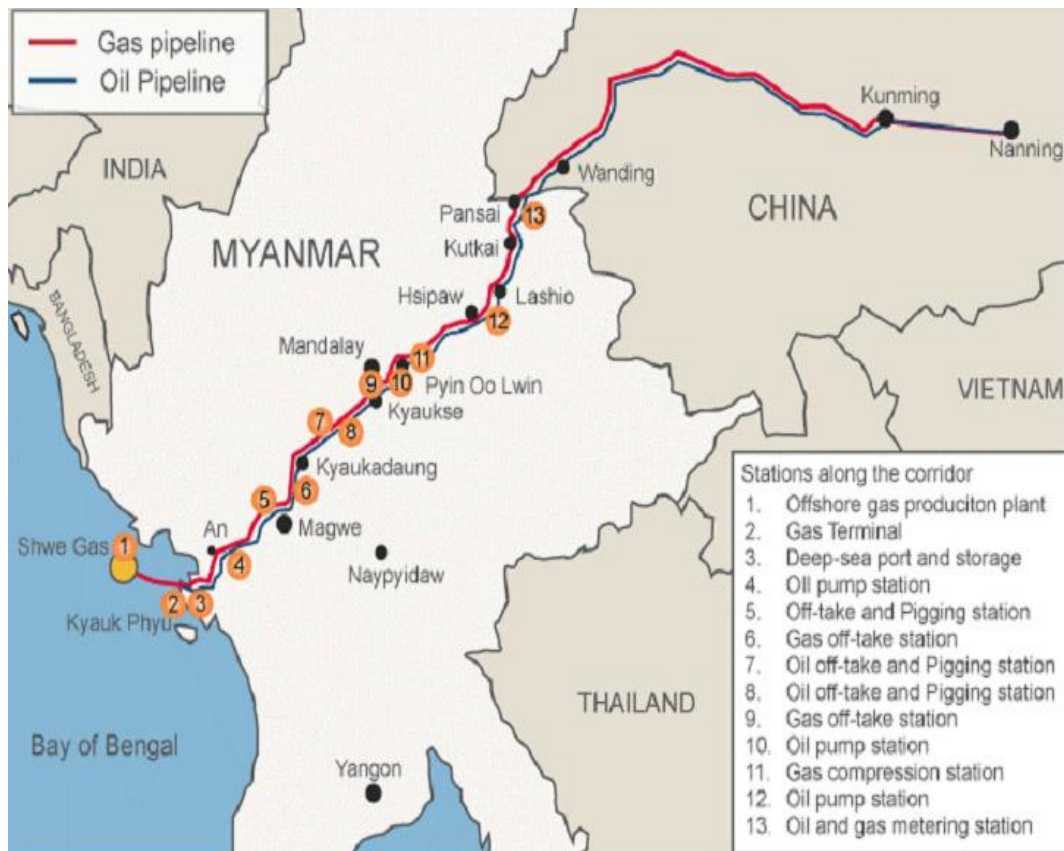 Gas pipeline
Oil Pipeline
INDIA
BANGLADESH
MYANMAR
CHINA
VIETNAM
THAILAND
Bay of Bengal
Kunming
Nanning
Wanding
Pansai
13
Kutkai
Hsipaw
Lashio
12
Mandalay
11
9
10
Pyin Oo Lwin
Kyaukse
7
8
Kyaukadaung
5
6
An
Magwe
4
Naypyidaw
Shwe Gas
1
2
3
Kyauk Phyu
Yangon
Stations along the corridor
1. Offshore gas produciton plant
2. Gas Terminal
3. Deep-sea port and storage
4. Oil pump station
5. Off-take and Pigging station
6. Gas off-take station
7. Oil off-take and Pigging station
8. Oil off-take and Pigging station
9. Gas off-take station
10. Oil pump station
11. Gas compression station
12. Oil pump station
13. Oil and gas metering station